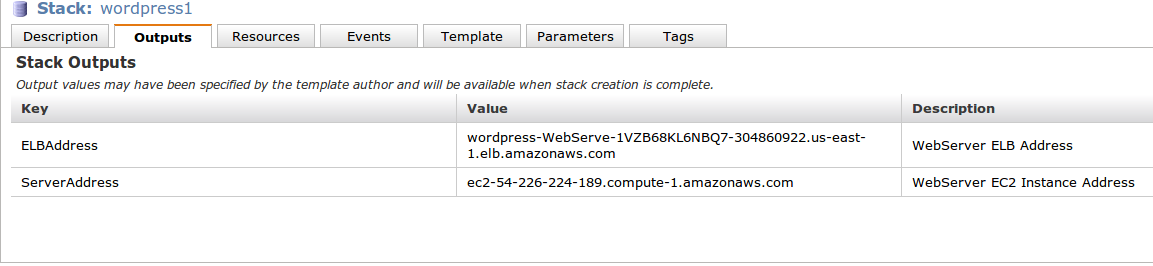 Stack: wordpress1
Description Outputs Resources Events Template Parameters Tags
Stack Outputs
Output values may have been specified by the template author and will be available when stack creation is complete.
Key Value Description
ELBAddress wordpress-WebServe-1VZB68KL6NBQ7-304860922.us-east-
1.elb.amazonaws.com WebServer ELB Address
ServerAddress ec2-54-226-224-189.compute-1.amazonaws.com WebServer EC2 Instance Address